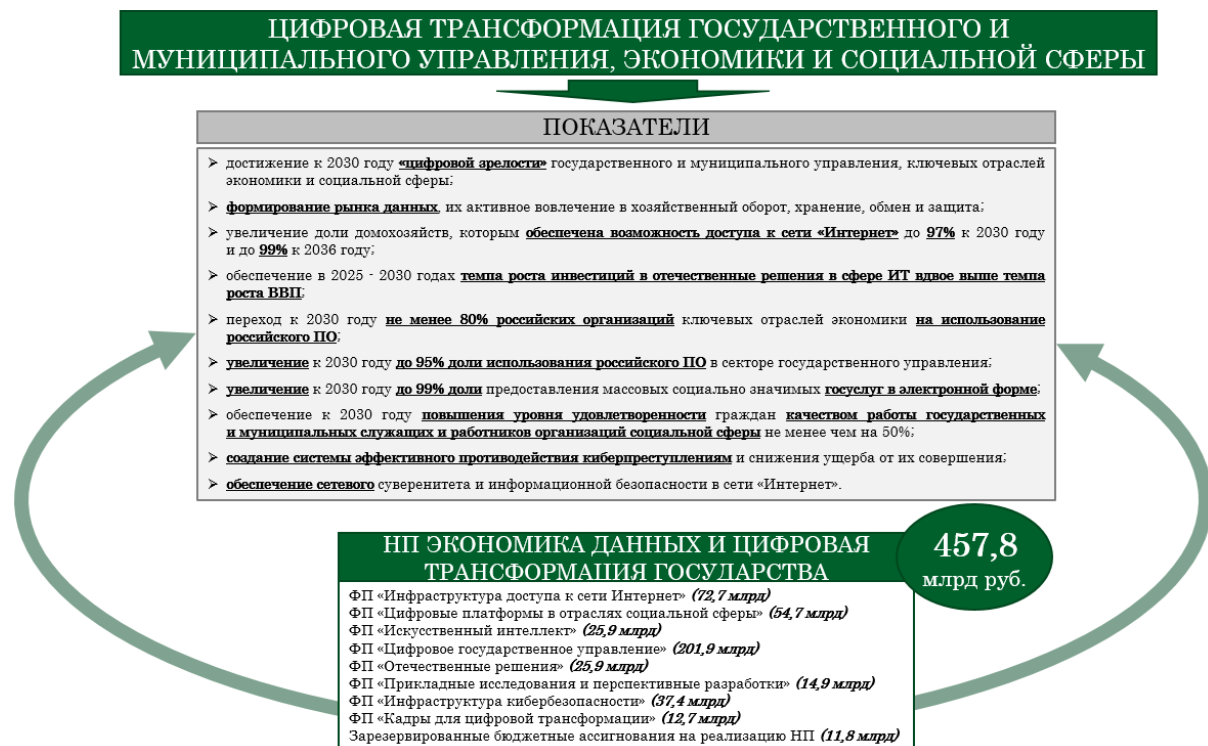 ЦИФРОВАЯ ТРАНСФОРМАЦИЯ ГОСУДАРСТВЕННОГО И
МУНИЦИПАЛЬНОГО УПРАВЛЕНИЯ, ЭКОНОМИКИ И СОЦИАЛЬНОЙ СФЕРЫ
ПОКАЗАТЕЛИ
➢ достижение к 2030 году «цифровой зрелости» государственного и муниципального управления, ключевых отраслей
экономики и социальной сферы;
➢ формирование рынка данных, их активное вовлечение в хозяйственный оборот, хранение, обмен и защита;
➢ увеличение доли домохозяйств, которым обеспечена возможность доступа к сети «Интернет» до 97% к 2030 году
и до 99% к 2036 году;
➢ обеспечение в 2025 - 2030 годах темпа роста инвестиций в отечественные решения в сфере ИТ вдвое выше темпа
роста ВВП;
➢ переход к 2030 году не менее 80% российских организаций ключевых отраслей экономики на использование
российского ПО;
➢ увеличение к 2030 году до 95% доли использования российского ПО в секторе государственного управления;
➢ увеличение к 2030 году до 99% доли предоставления массовых социально значимых госуслуг в электронной форме;
➢ обеспечение к 2030 году повышения уровня удовлетворенности граждан качеством работы государственных
и муниципальных служащих и работников организаций социальной сферы не менее чем на 50%;
➢ создание системы эффективного противодействия киберпреступлениям и снижения ущерба от их совершения;
➢ обеспечение сетевого суверенитета и информационной безопасности в сети «Интернет».
НП ЭКОНОМИКА ДАННЫХ И ЦИФРОВАЯ
ТРАНСФОРМАЦИЯ ГОСУДАРСТВА
457,8
млрд руб.
ФП «Инфраструктура доступа к сети Интернет» (72,7 млрд)
ФП «Цифровые платформы в отраслях социальной сферы» (54,7 млрд)
ФП «Искусственный интеллект» (25,9 млрд)
ФП «Цифровое государственное управление» (201,9 млрд)
ФП «Отечественные решения» (25,9 млрд)
ФП «Прикладные исследования и перспективные разработки» (14,9 млрд)
ФП «Инфраструктура кибербезопасности» (37,4 млрд)
ФП «Кадры для цифровой трансформации» (12,7 млрд)
Зарезервированные бюджетные ассигнования на реализацию НП (11,8 млрд)